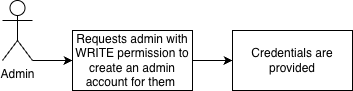 Requests admin with
WRITE permission to
create an admin
account for them
Credentials are
provided
Admin